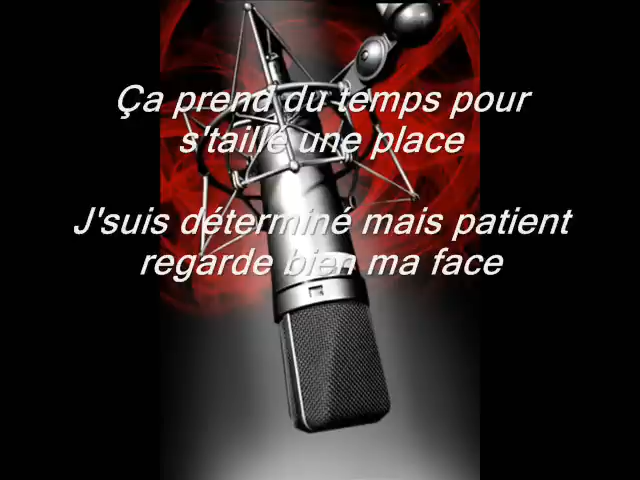 Ça prend du temps pour
s'taillé une place
J'suis déterminé mais patient
regarde bien ma face